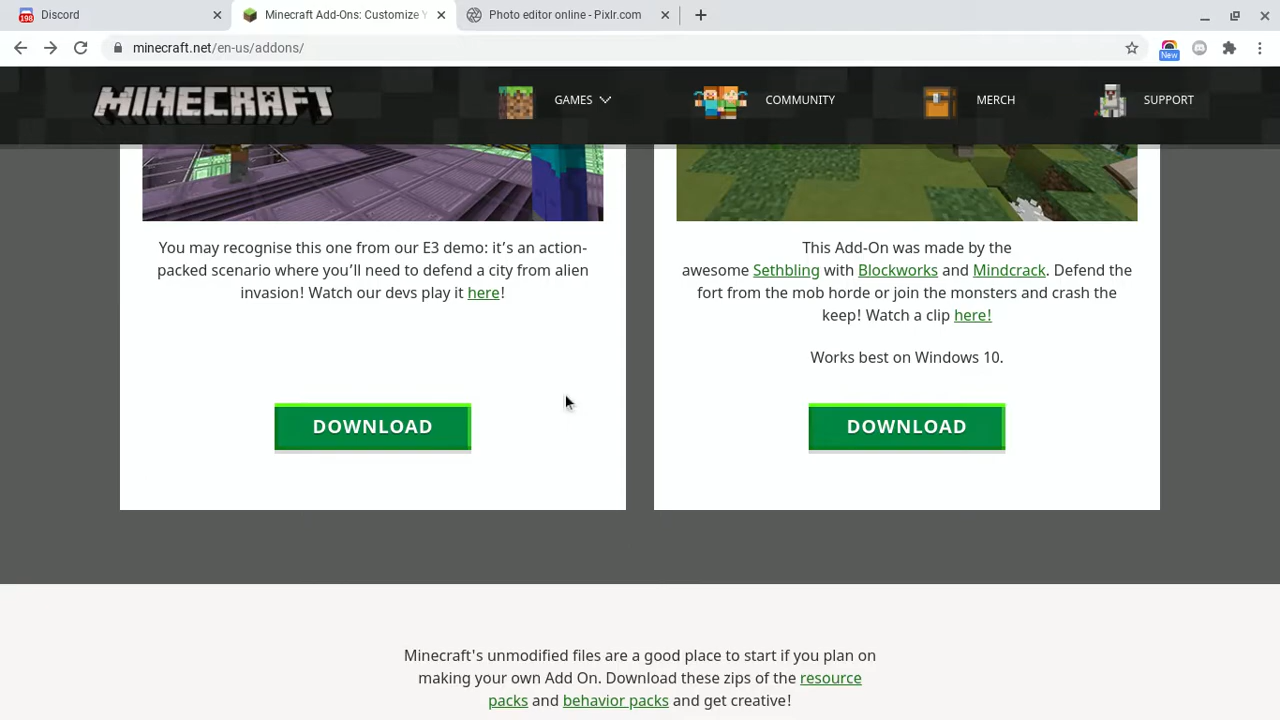 198
Discord
Minecraft Add-Ons: Customize Y
Photo editor online - Pixlr.com
minecraft.net/en-us/addons/
New
MINECRAFT
GAMES
COMMUNITY
MERCH
SUPPORT
You may recognise this one from our E3 demo: it’s an action-
packed scenario where you’ll need to defend a city from alien
invasion! Watch our devs play it here!
DOWNLOAD
This Add-On was made by the
awesome Sethbling with Blockworks and Mindcrack. Defend the
fort from the mob horde or join the monsters and crash the
keep! Watch a clip here!
Works best on Windows 10.
DOWNLOAD
Minecraft's unmodified files are a good place to start if you plan on
making your own Add On. Download these zips of the resource
packs and behavior packs and get creative!